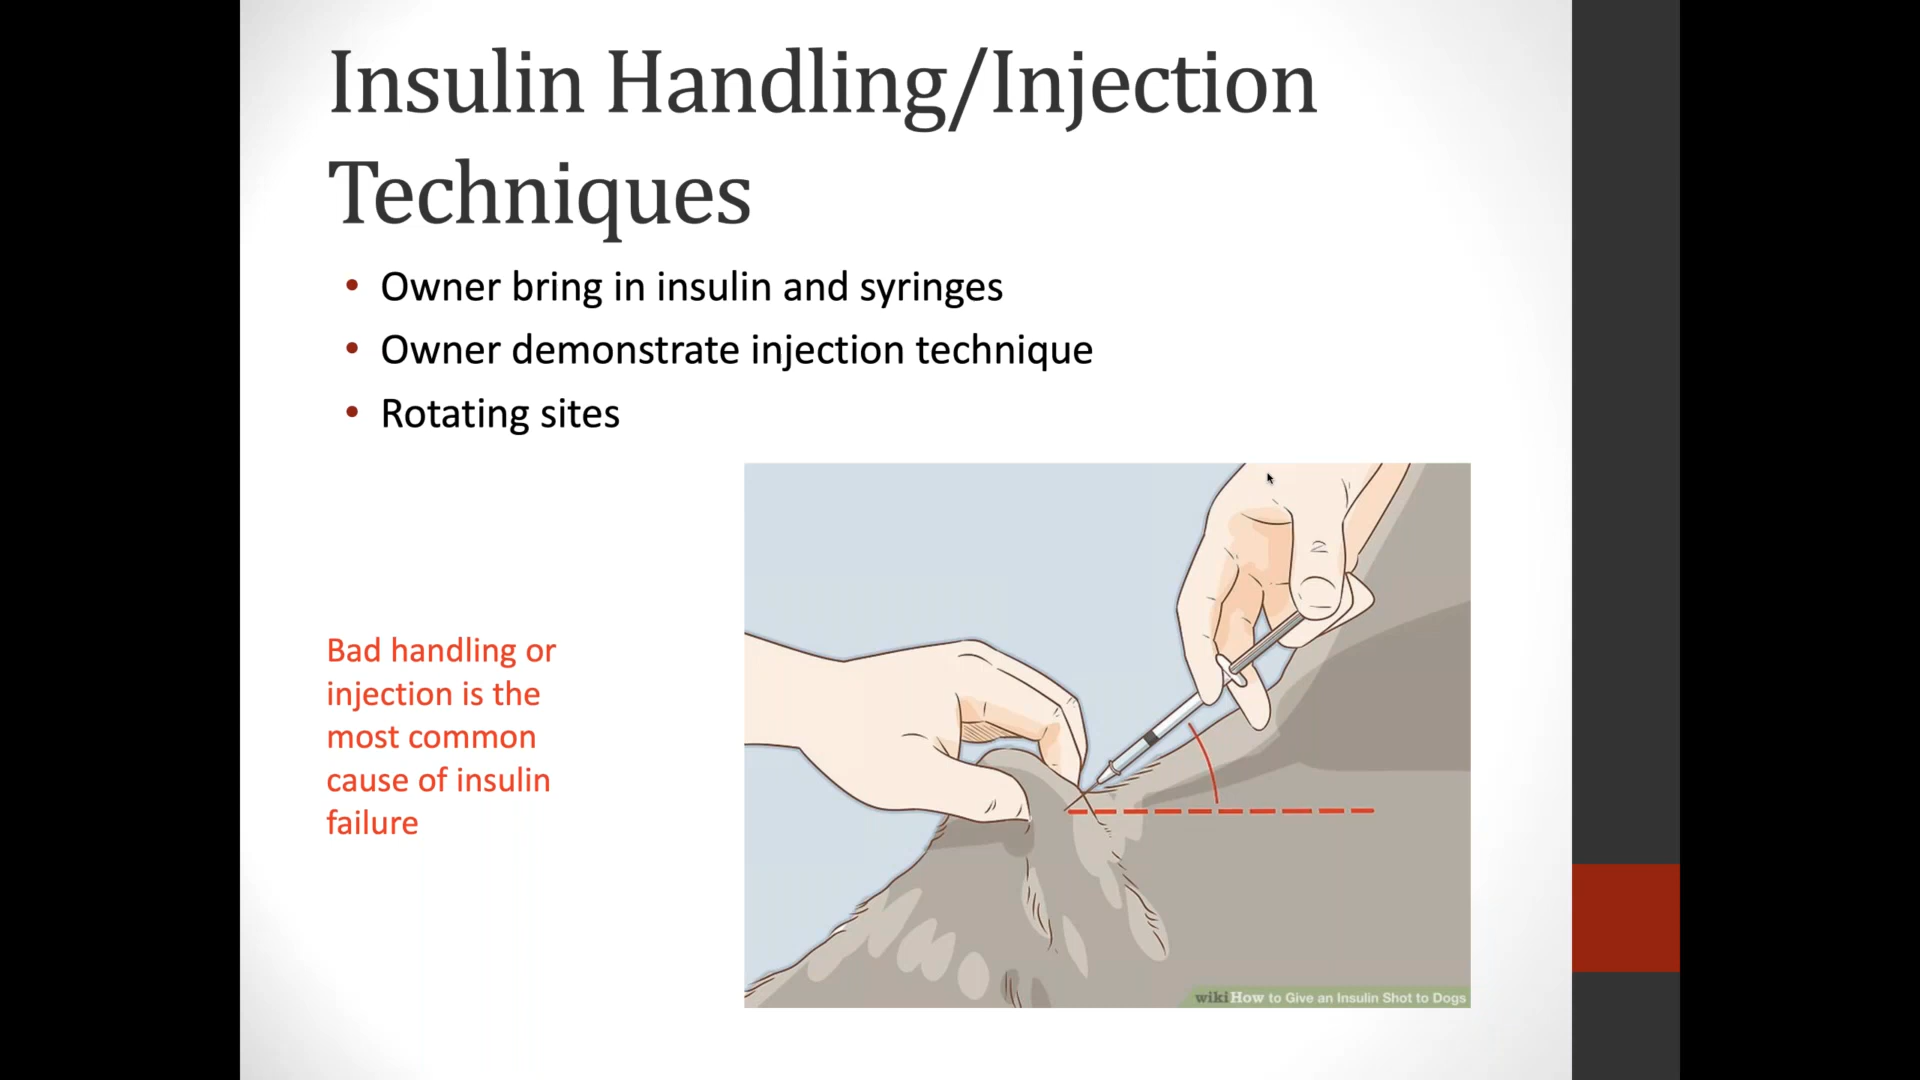 Insulin Handling/Injection
Techniques
• Owner bring in insulin and syringes
• Owner demonstrate injection technique
• Rotating sites
Bad handling or
injection is the
most common
cause of insulin
failure
wikiHow to Give an Insulin Shot to Dogs